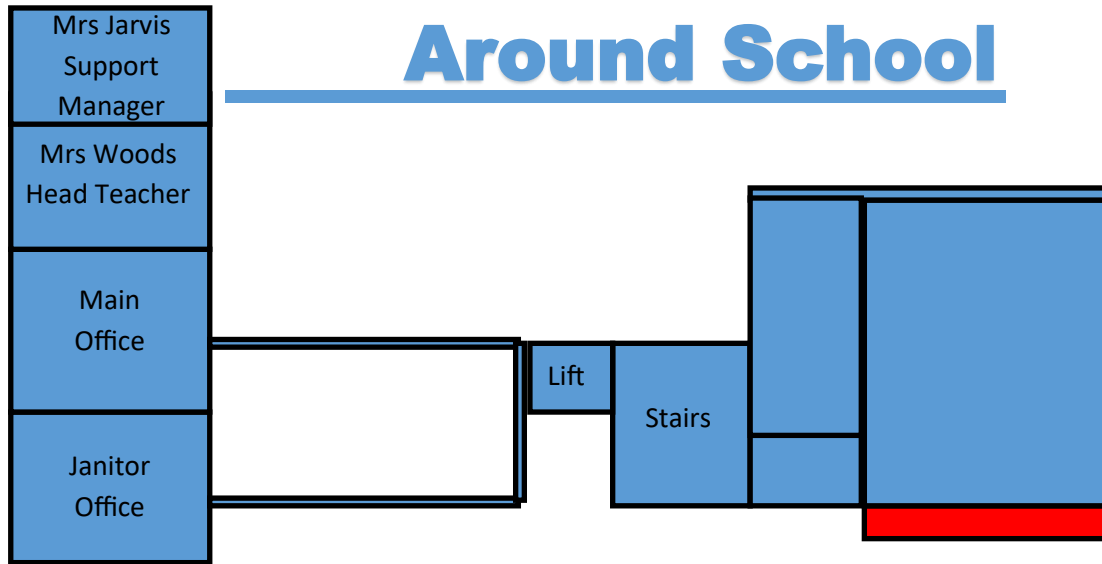 Around School
Mrs Jarvis
Support
Manager
Mrs Woods
Head Teacher
Main
Office
Janitor
Office
Lift
Stairs